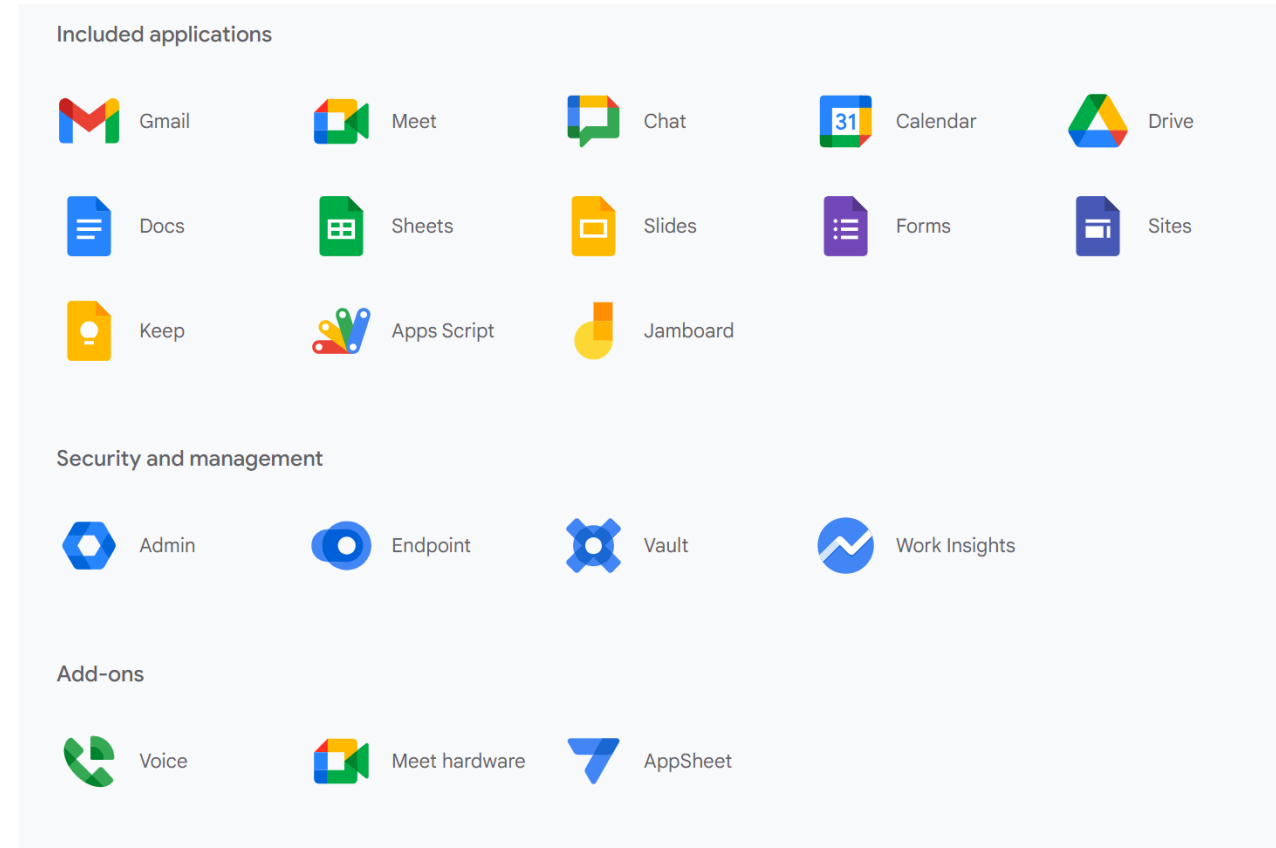 Included applications
Gmail Meet Chat 31 Calendar Drive
Docs Sheets Slides Forms Sites
Keep Apps Script Jamboard
Security and management
Admin Endpoint Vault Work Insights
Add-ons
Voice Meet hardware AppSheet